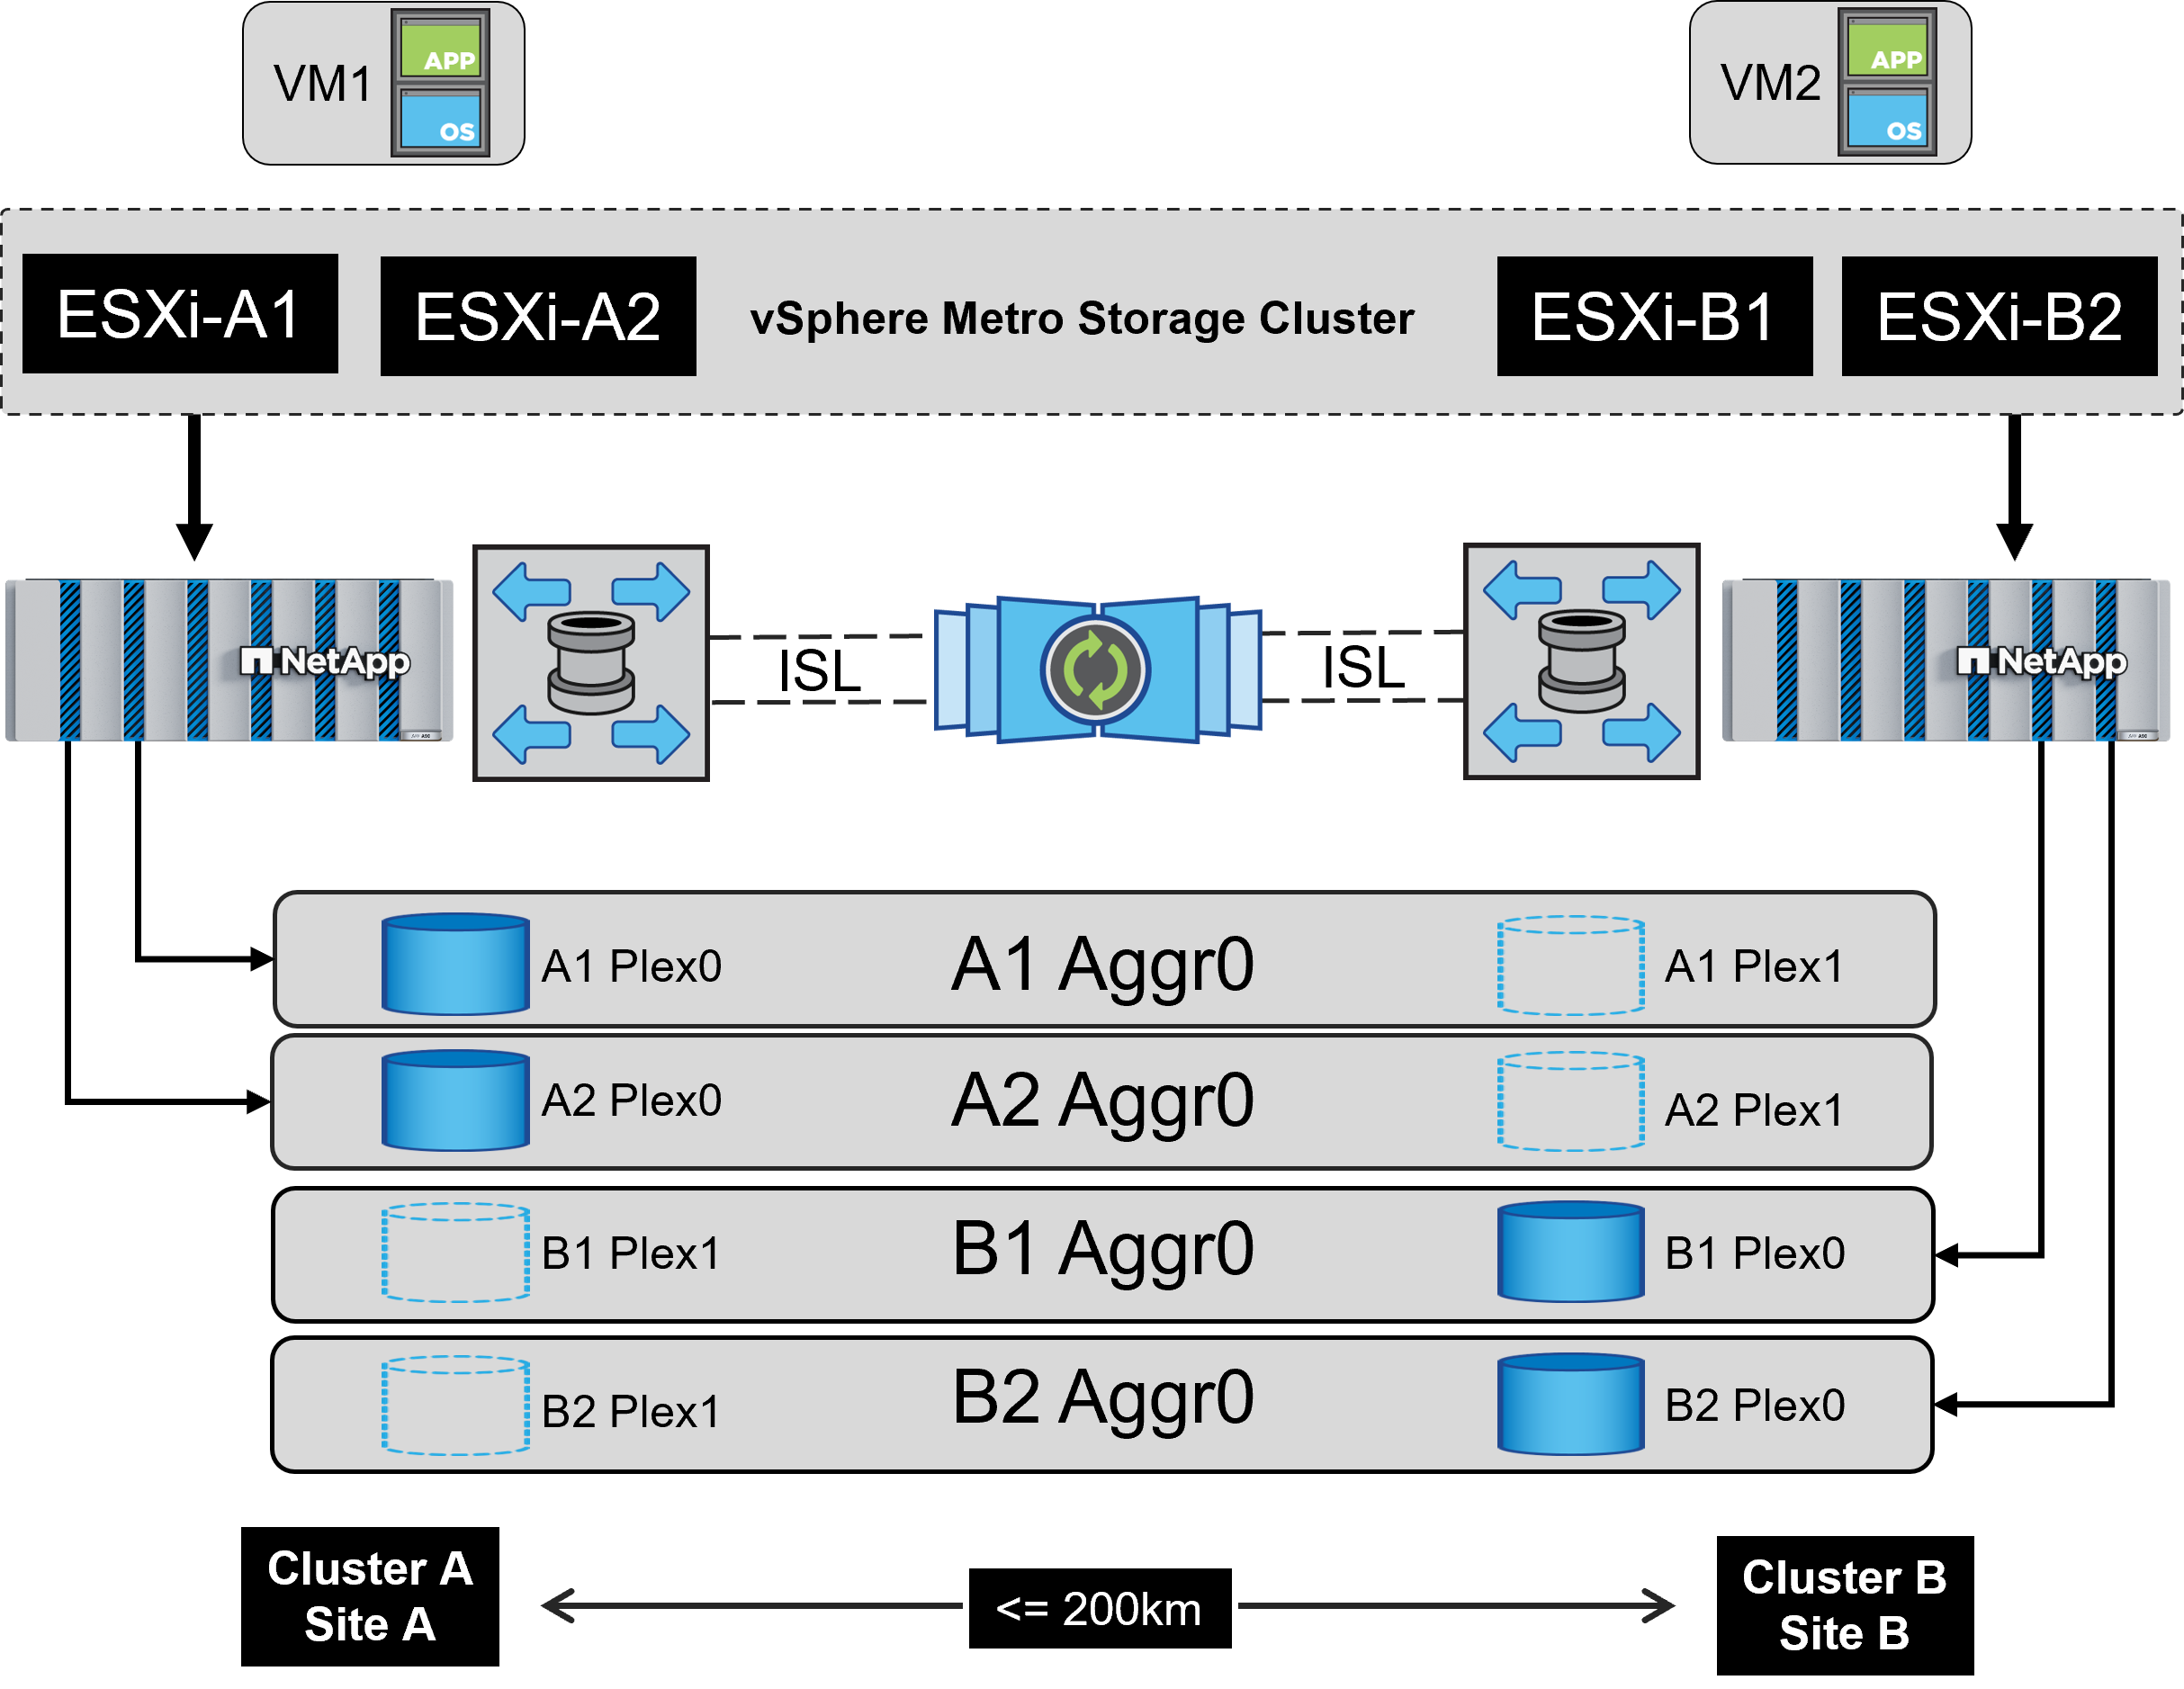 VM1
APP
OS
VM2
APP
OS
ESXi-A1
ESXi-A2
vSphere Metro Storage Cluster
ESXi-B1
ESXi-B2
NetApp
ISL
ISL
NetApp
A1 Plex0
A1 Aggr0
A1 Plex1
A2 Plex0
A2 Aggr0
A2 Plex1
B1 Plex1
B1 Aggr0
B1 Plex0
B2 Plex1
B2 Aggr0
B2 Plex0
Cluster A
Site A
<= 200km
Cluster B
Site B